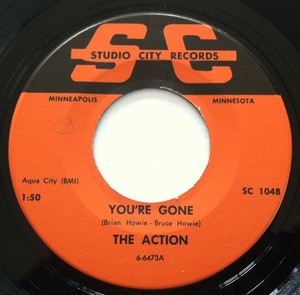 SC
STUDIO CITY RECORDS
MINNEAPOLIS MINNESOTA
Aqua City (BMI)
1:50
SC 1048
YOU'RE GONE
(Brian Howie - Bruce Howie)
THE ACTION
6-6473A